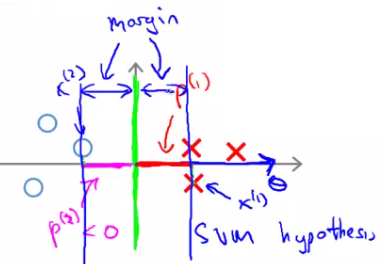 margin
x^(2)
p^(1)
θ
x^(1)
p^(2) < 0
SVM hypothesis